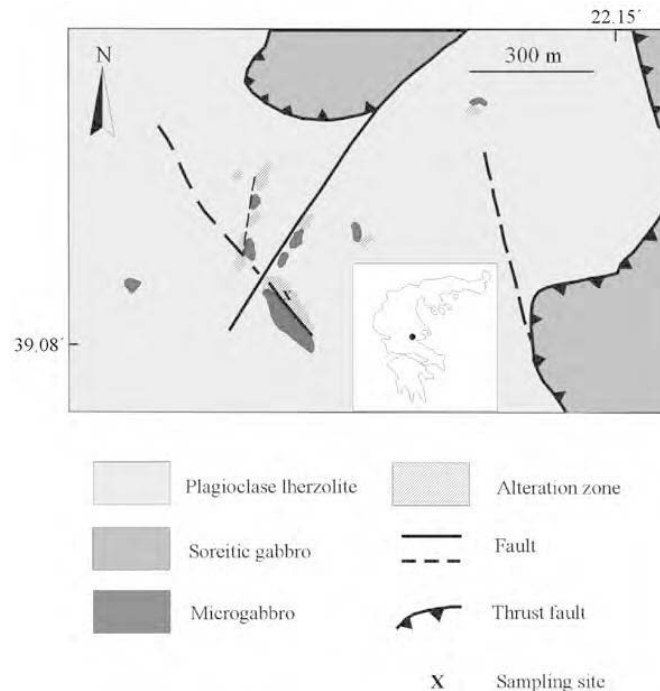 22.15´
N
300 m
x
39.08´
Plagioclase lherzolite
Alteration zone
Soreitic gabbro
Fault
Microgabbro
Thrust fault
X Sampling site